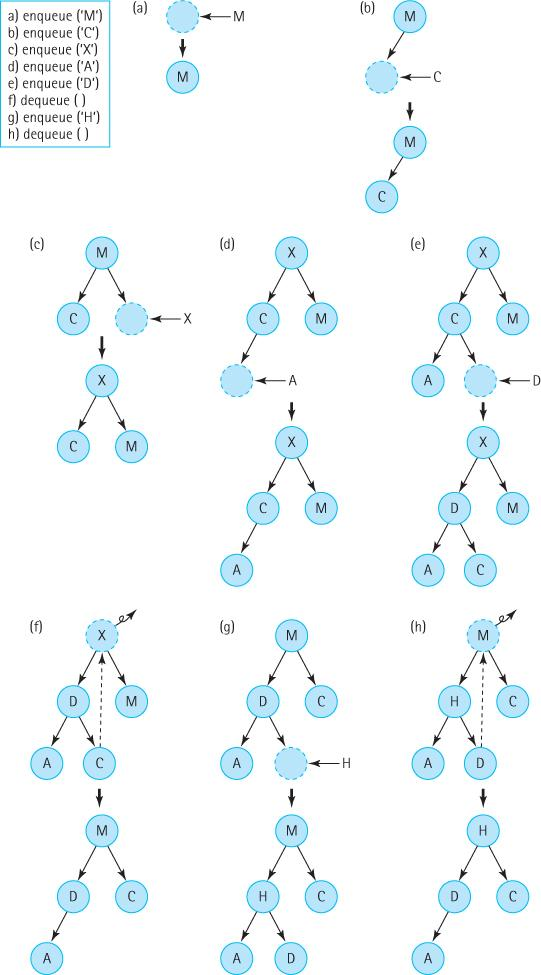 a) enqueue ('M')
b) enqueue ('C')
c) enqueue ('X')
d) enqueue ('A')
e) enqueue ('D')
f) dequeue ( )
g) enqueue ('H')
h) dequeue ( )
(a)
M
M
(b)
M
C
M
C
(c)
M
C
X
X
C M
(d)
X
C M
A
X
C M
A
(e)
X
C M
A D
X
D M
A C
(f)
X
D M
A C
M
D C
A
(g)
M
D C
A H
M
H C
A D
(h)
M
H C
A D
H
D C
A